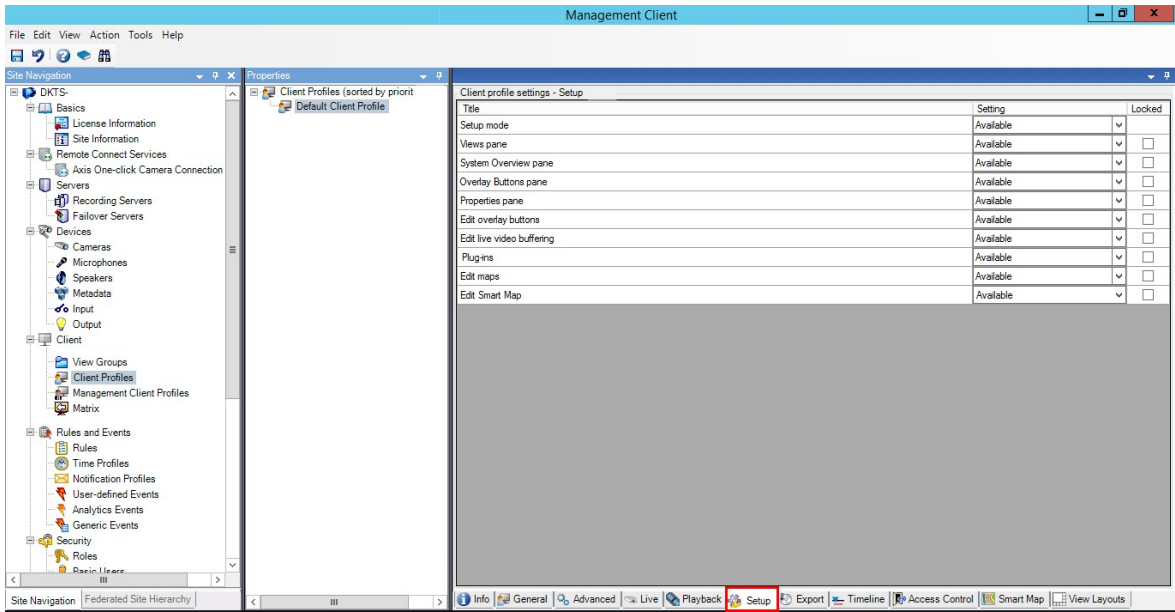 Management Client
File Edit View Action Tools Help
Site Navigation
DKTS-
Basics
License Information
Site Information
Remote Connect Services
Axis One-click Camera Connection
Servers
Recording Servers
Failover Servers
Devices
Cameras
Microphones
Speakers
Metadata
Input
Output
Client
View Groups
Client Profiles
Management Client Profiles
Matrix
Rules and Events
Rules
Time Profiles
Notification Profiles
User-defined Events
Analytics Events
Generic Events
Security
Roles
Basic Users
Site Navigation Federated Site Hierarchy
Properties
Client Profiles (sorted by priorit
Default Client Profile
Client profile settings - Setup
Title Setting Locked
Setup mode Available
Views pane Available
System Overview pane Available
Overlay Buttons pane Available
Properties pane Available
Edit overlay buttons Available
Edit live video buffering Available
Plug-ins Available
Edit maps Available
Edit Smart Map Available
Info General Advanced Live Playback Setup Export Timeline Access Control Smart Map View Layouts